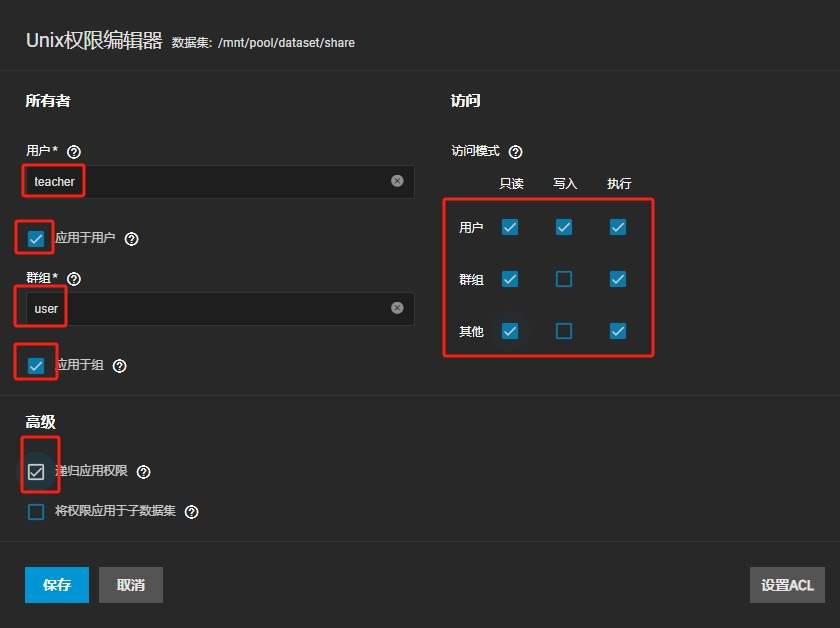 Unix权限编辑器 数据集: /mnt/pool/dataset/share
所有者
用户*
teacher
应用于用户
群组*
user
应用于组
访问
访问模式
只读 写入 执行
用户
群组
其他
高级
递归应用权限
将权限应用于子数据集
保存 取消 设置ACL